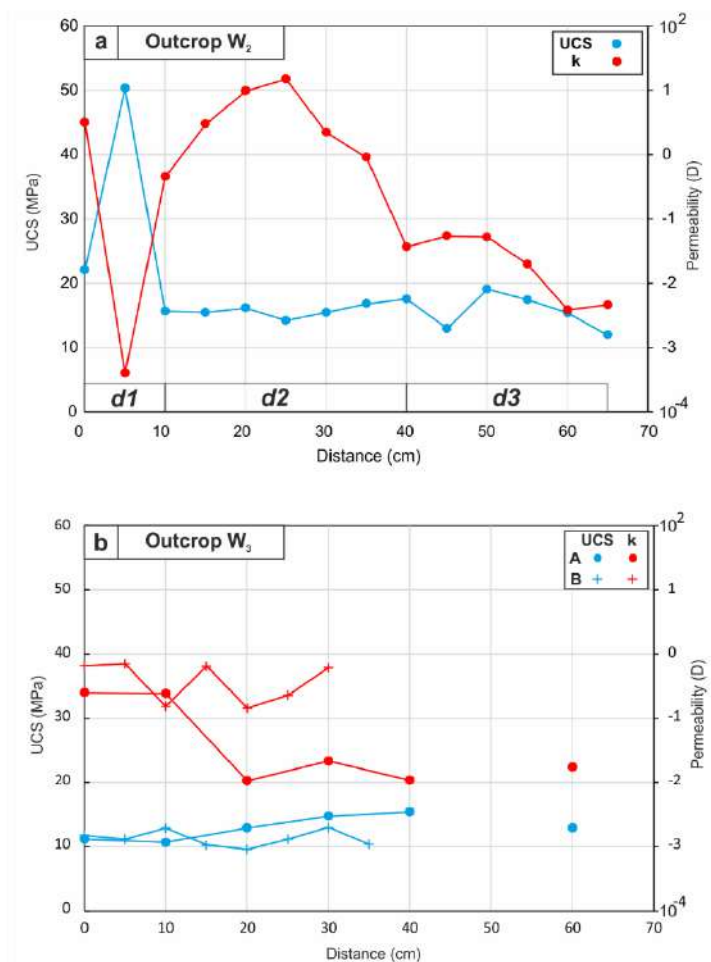 a Outcrop W2
UCS
k
60
50
40
30
20
10
0
UCS (MPa)
10^2
1
0
-1
-2
-3
10^-4
Permeability (D)
d1 d2 d3
0 10 20 30 40 50 60 70
Distance (cm)
b Outcrop W3
UCS k
A
B
60
50
40
30
20
10
0
UCS (MPa)
10^2
1
0
-1
-2
-3
10^-4
Permeability (D)
0 10 20 30 40 50 60 70
Distance (cm)